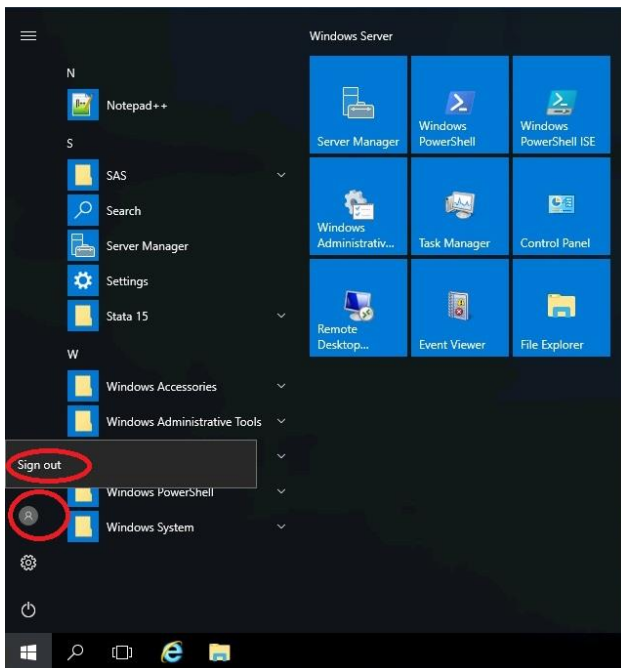 Windows Server
N
Notepad++
S
SAS
Search
Server Manager
Settings
Stata 15
W
Windows Accessories
Windows Administrative Tools
Sign out
Windows PowerShell
Windows System
Server Manager
Windows
PowerShell
Windows
PowerShell ISE
Windows
Administrativ...
Task Manager
Control Panel
Remote
Desktop...
Event Viewer
File Explorer